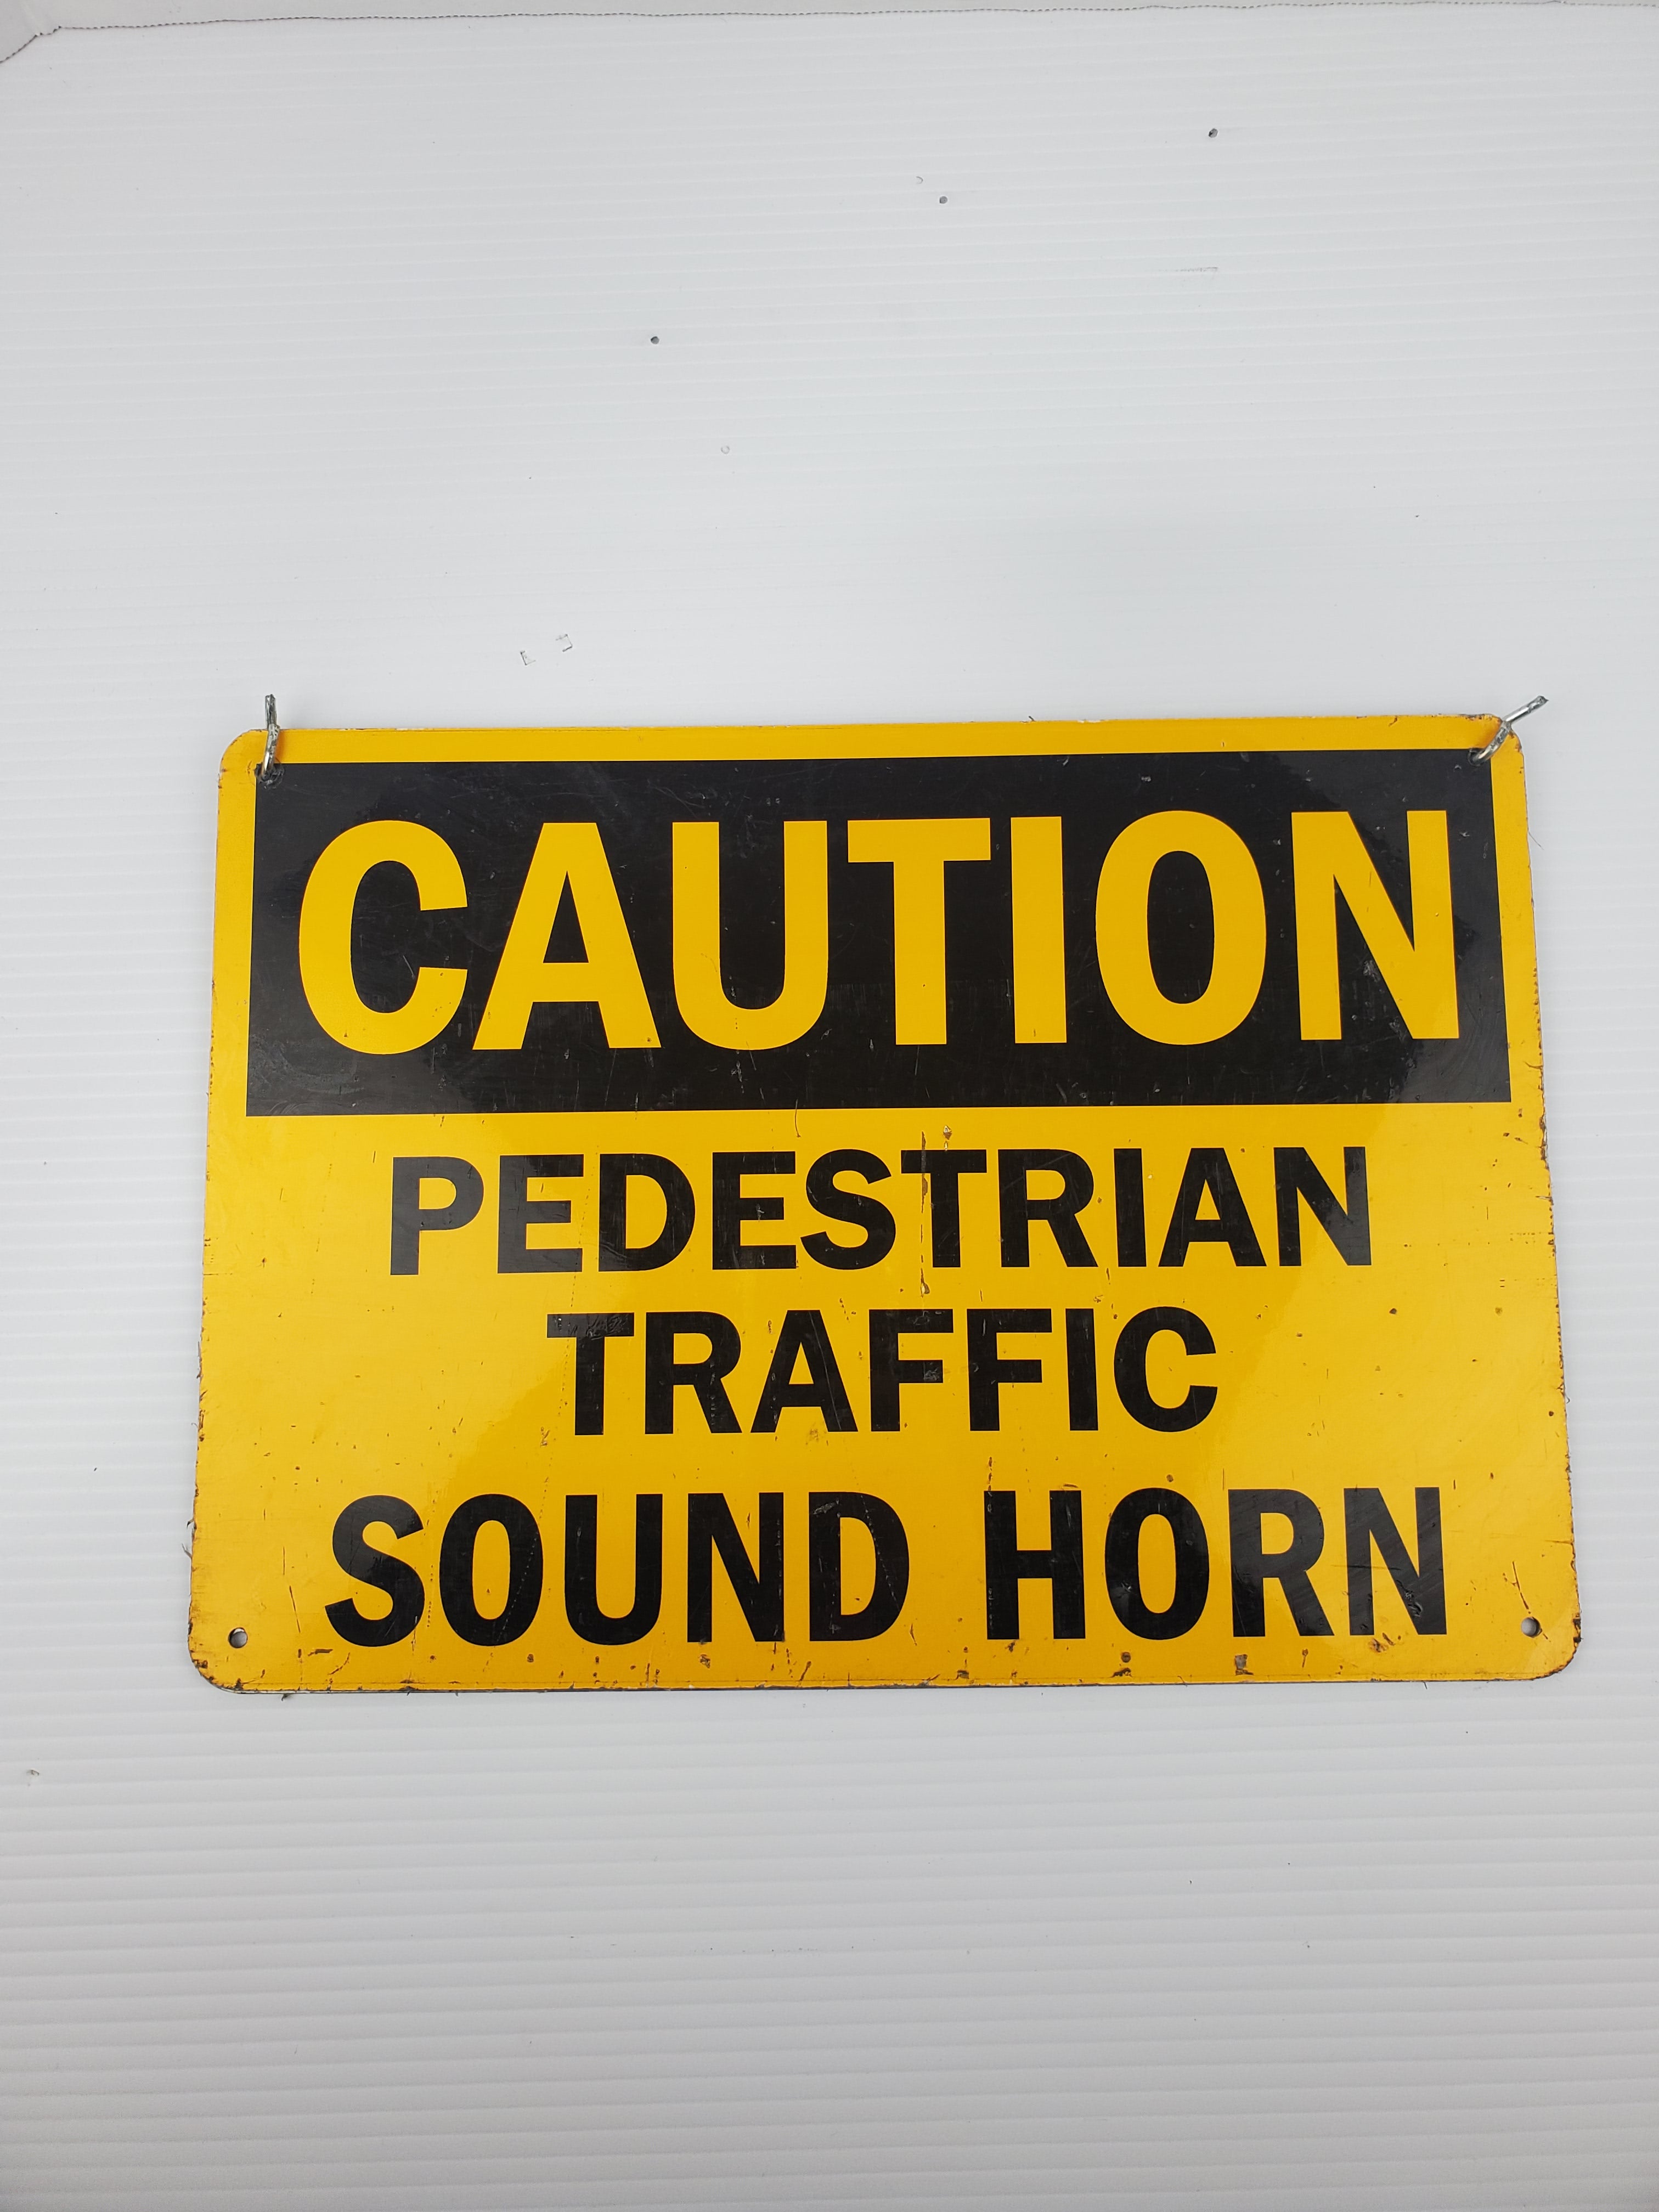 CAUTION
PEDESTRIAN
TRAFFIC
SOUND HORN